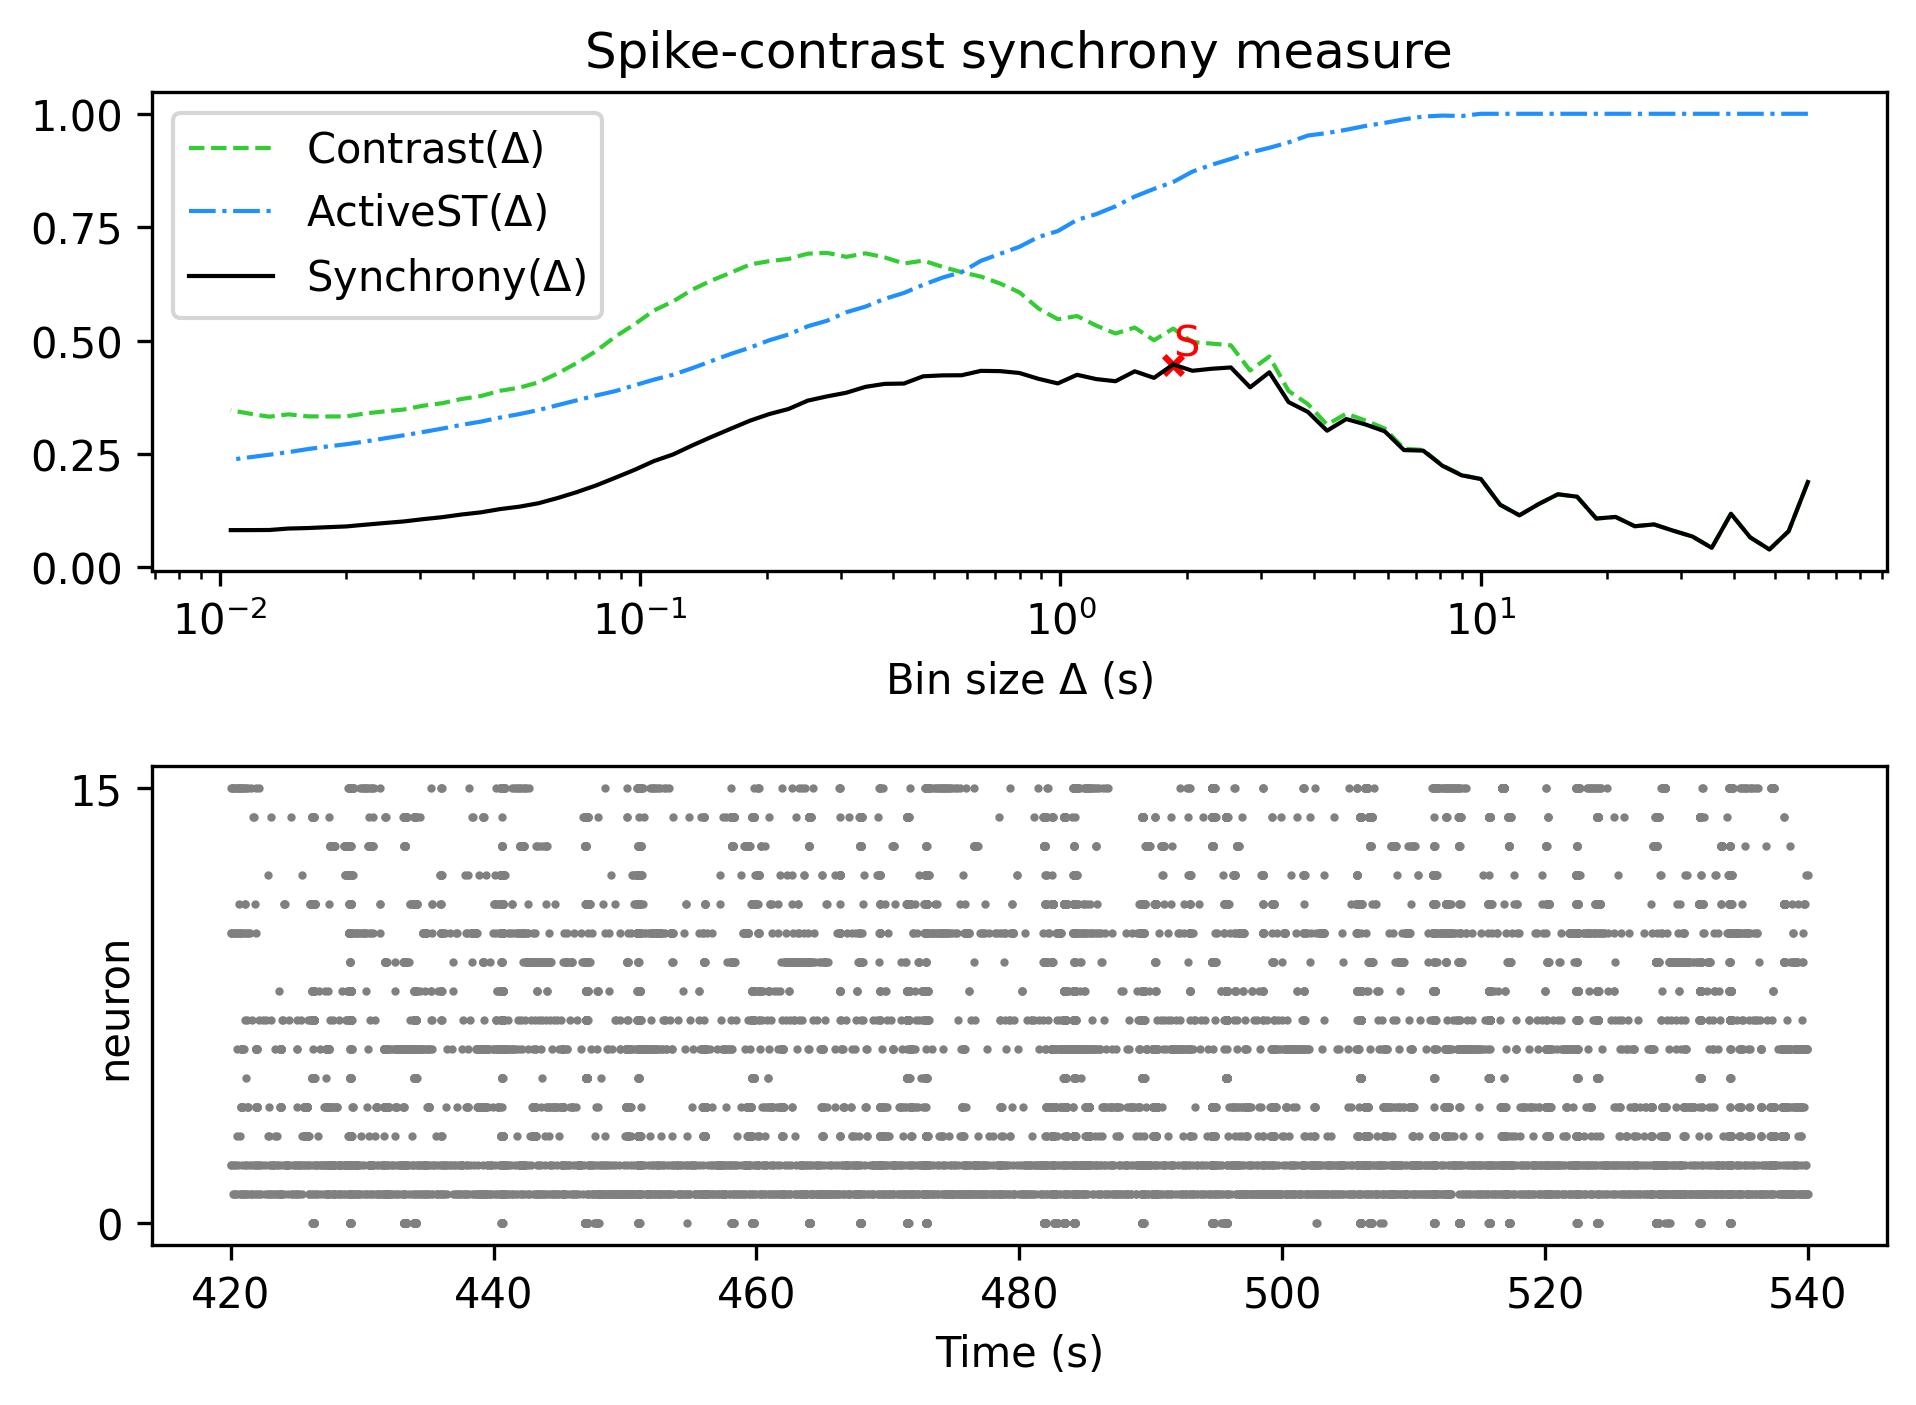 Spike-contrast synchrony measure
1.00
0.75
0.50
0.25
0.00
Contrast(Δ)
ActiveST(Δ)
Synchrony(Δ)
S
10⁻² 10⁻¹ 10⁰ 10¹
Bin size Δ (s)
15
0
neuron
420 440 460 480 500 520 540
Time (s)